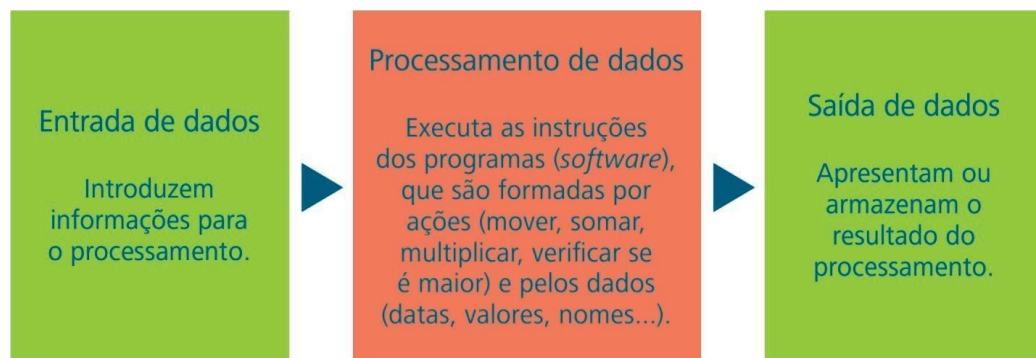 Entrada de dados
Introduzem
informações para
o processamento.
Processamento de dados
Executa as instruções
dos programas (software),
que são formadas por
ações (mover, somar,
multiplicar, verificar se
é maior) e pelos dados
(datas, valores, nomes...).
Saída de dados
Apresentam ou
armazenam o
resultado do
processamento.